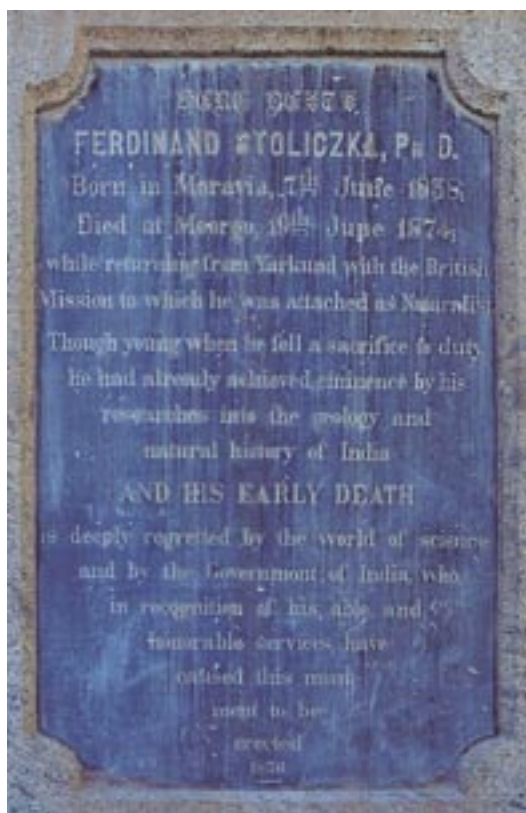 FERDINAND STOLICZKA, PH D.
Born in Moravia, 7th June 1838,
Died at Moorgo, 19th June 1874,
while returning from Yarkund with the British
Mission to which he was attached as Naturalist
Though young when he fell a sacrifice to duty
he had already achieved eminence by his
researches into the geology and
natural history of India
AND HIS EARLY DEATH
is deeply regretted by the world of science
and by the Government of India, who
in recognition of his able and
honorable services, have
caused this monu
ment to be
erected
1876